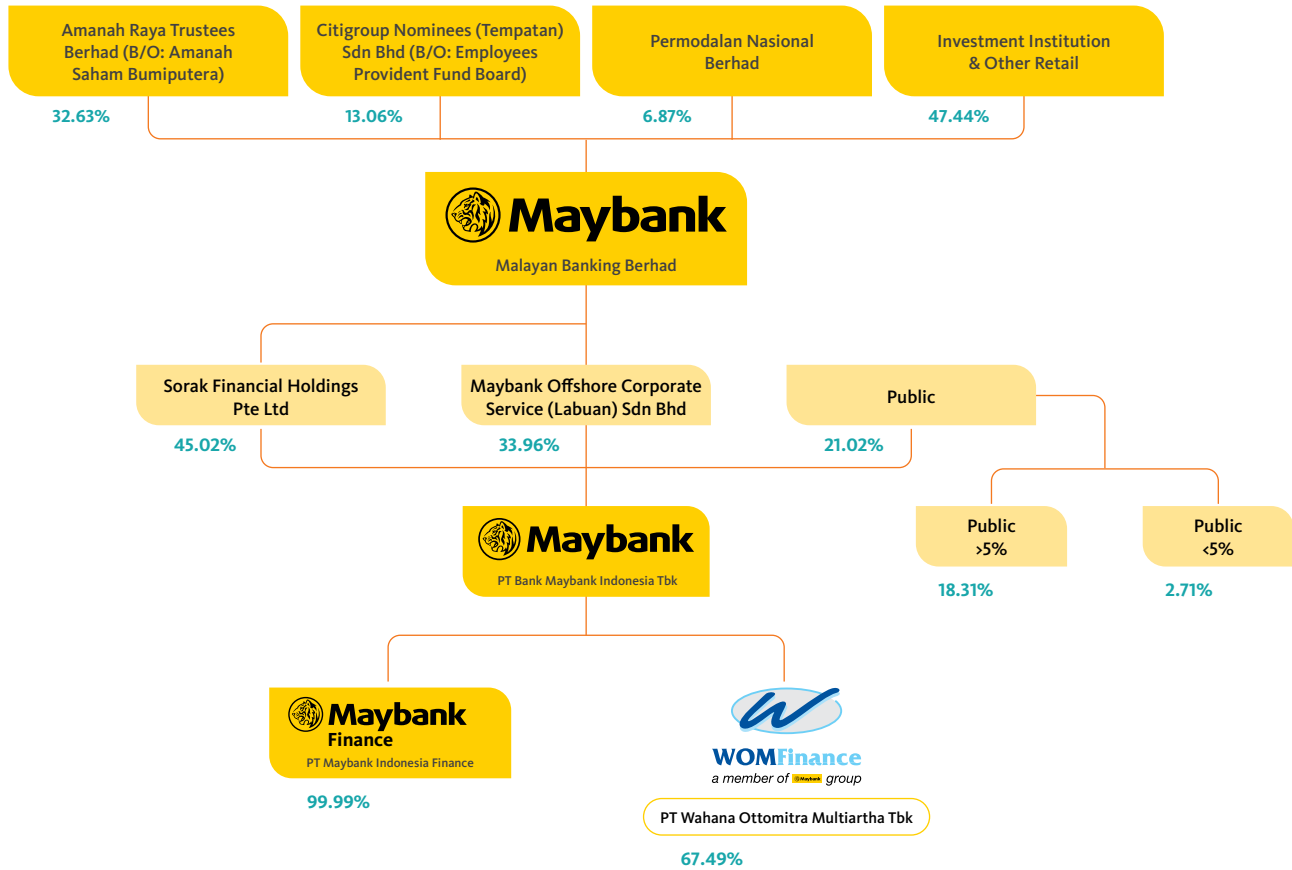 Amanah Raya Trustees
Berhad (B/O: Amanah
Saham Bumiputera)
Citigroup Nominees (Tempatan)
Sdn Bhd (B/O: Employees
Provident Fund Board)
Permodalan Nasional
Berhad
Investment Institution
& Other Retail
32.63%
13.06%
6.87%
47.44%
Maybank
Malayan Banking Berhad
Sorak Financial Holdings
Pte Ltd
Maybank Offshore Corporate
Service (Labuan) Sdn Bhd
Public
45.02%
33.96%
21.02%
Maybank
PT Bank Maybank Indonesia Tbk
Public
>5%
Public
<5%
18.31%
2.71%
Maybank
Finance
PT Maybank Indonesia Finance
99.99%
W
WOMFinance
a member of Maybank group
PT Wahana Ottomitra Multiartha Tbk
67.49%